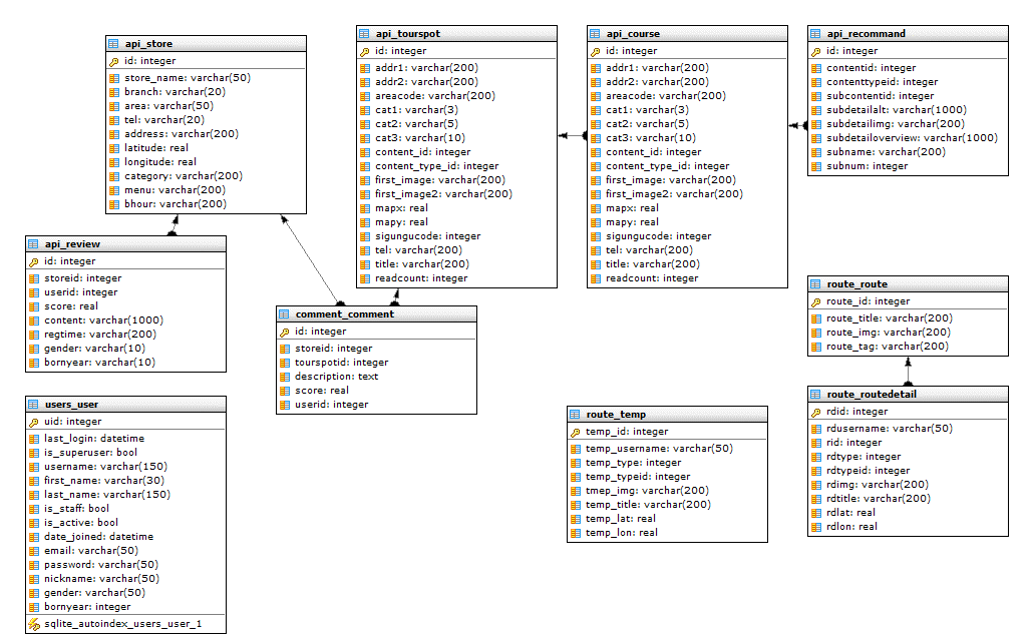 api_store
id: integer
store_name: varchar(50)
branch: varchar(20)
area: varchar(50)
tel: varchar(20)
address: varchar(200)
latitude: real
longitude: real
category: varchar(200)
menu: varchar(200)
bhour: varchar(200)
api_tourspot
id: integer
addr1: varchar(200)
addr2: varchar(200)
areacode: varchar(200)
cat1: varchar(3)
cat2: varchar(5)
cat3: varchar(10)
content_id: integer
content_type_id: integer
first_image: varchar(200)
first_image2: varchar(200)
mapx: real
mapy: real
sigungucode: integer
tel: varchar(200)
title: varchar(200)
readcount: integer
api_course
id: integer
addr1: varchar(200)
addr2: varchar(200)
areacode: varchar(200)
cat1: varchar(3)
cat2: varchar(5)
cat3: varchar(10)
content_id: integer
content_type_id: integer
first_image: varchar(200)
first_image2: varchar(200)
mapx: real
mapy: real
sigungucode: integer
tel: varchar(200)
title: varchar(200)
readcount: integer
api_recommand
id: integer
contentid: integer
contenttypeid: integer
subcontentid: integer
subdetailalt: varchar(1000)
subdetailimg: varchar(200)
subdetailoverview: varchar(1000)
subname: varchar(200)
subnum: integer
api_review
id: integer
storeid: integer
userid: integer
score: real
content: varchar(1000)
regtime: varchar(200)
gender: varchar(10)
bornyear: varchar(10)
comment_comment
id: integer
storeid: integer
tourspotid: integer
description: text
score: real
userid: integer
route_route
route_id: integer
route_title: varchar(200)
route_img: varchar(200)
route_tag: varchar(200)
users_user
uid: integer
last_login: datetime
is_superuser: bool
username: varchar(150)
first_name: varchar(30)
last_name: varchar(150)
is_staff: bool
is_active: bool
date_joined: datetime
email: varchar(50)
password: varchar(50)
nickname: varchar(50)
gender: varchar(50)
bornyear: integer
sqlite_autoindex_users_user_1
route_temp
temp_id: integer
temp_username: varchar(50)
temp_type: integer
temp_typeid: integer
tmep_img: varchar(200)
temp_title: varchar(200)
temp_lat: real
temp_lon: real
route_routedetail
rdid: integer
rdusername: varchar(50)
rid: integer
rdtype: integer
rdtypeid: integer
rdimg: varchar(200)
rdtitle: varchar(200)
rdlat: real
rdlon: real